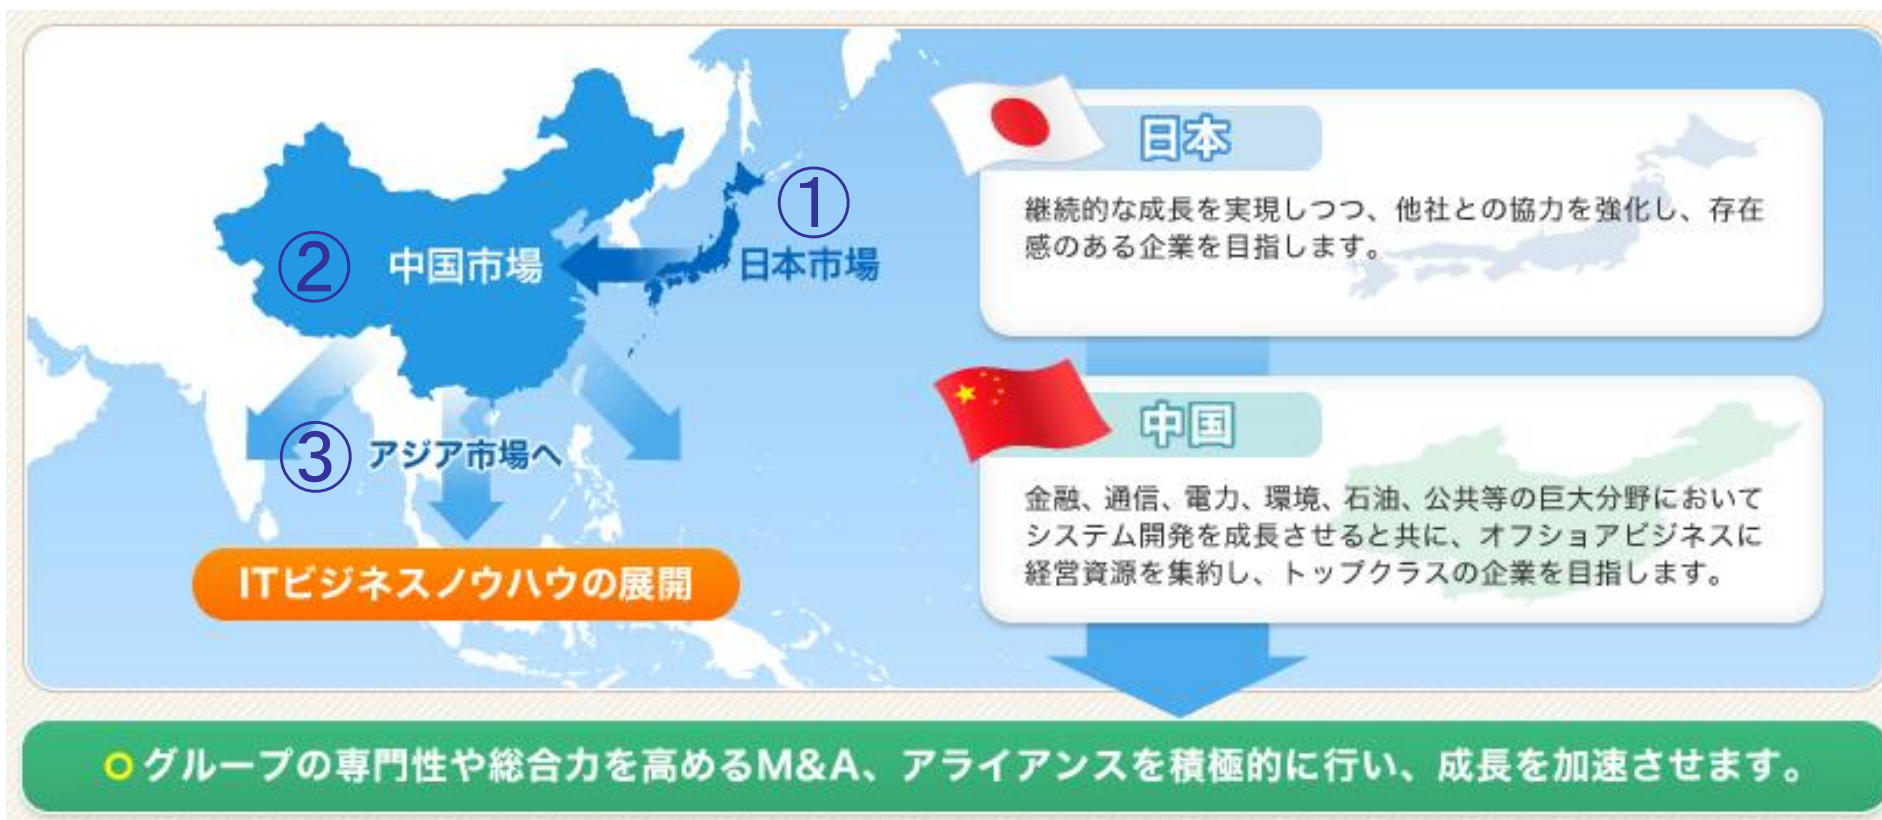 ①
日本市場
②
中国市場
③
アジア市場へ
ITビジネスノウハウの展開
日本
継続的な成長を実現しつつ、他社との協力を強化し、存在
感のある企業を目指します。
中国
金融、通信、電力、環境、石油、公共等の巨大分野において
システム開発を成長させると共に、オフショアビジネスに
経営資源を集約し、トップクラスの企業を目指します。
グループの専門性や総合力を高めるM&A、アライアンスを積極的に行い、成長を加速させます。